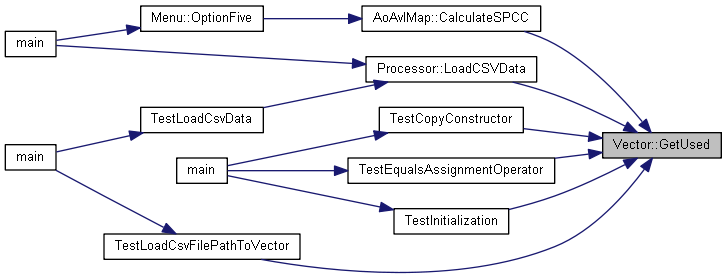 Menu::OptionFive
AoAvlMap::CalculateSPCC
main
Processor::LoadCSVData
TestLoadCsvData
TestCopyConstructor
Vector::GetUsed
main
main
TestEqualsAssignmentOperator
TestInitialization
TestLoadCsvFilePathToVector